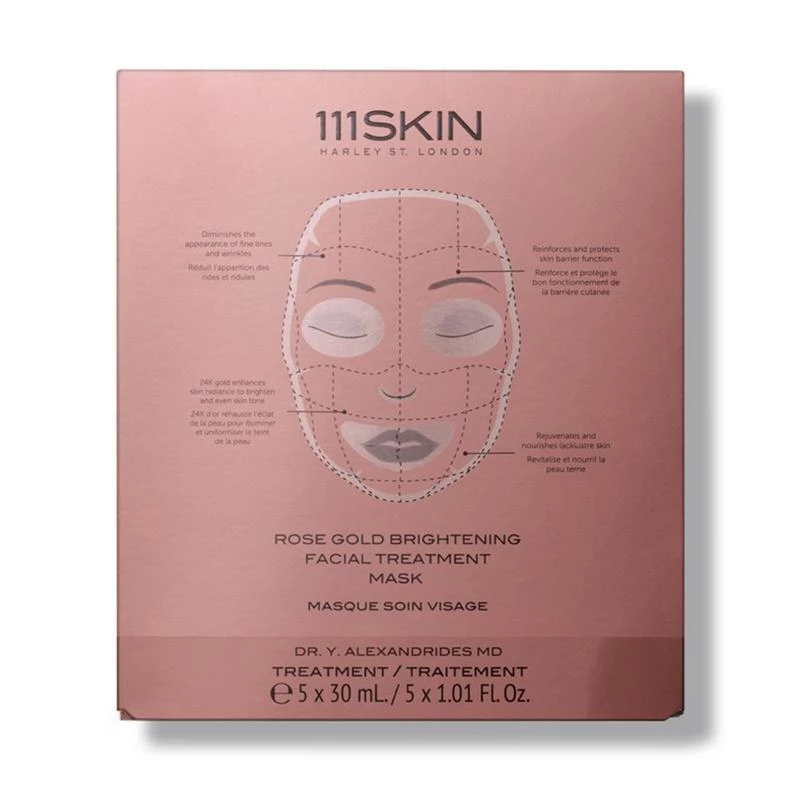 111SKIN
HARLEY ST. LONDON
Diminishes the
appearance of fine lines
and wrinkles
Réduit l'apparition des
rides et ridules
Reinforces and protects
skin barrier function
Renforce et protège le
bon fonctionnement de
la barrière cutanée
24K gold enhances
skin radiance to brighten
and even skin tone
24K d'or réhausse l'éclat
de la peau pour illuminer
et uniformiser le teint
de la peau
Rejuvenates and
nourishes lacklustre skin
Revitalise et nourrit la
peau terne
ROSE GOLD BRIGHTENING
FACIAL TREATMENT
MASK
MASQUE SOIN VISAGE
DR. Y. ALEXANDRIDES MD
TREATMENT / TRAITEMENT
℮ 5 x 30 mL. / 5 x 1.01 Fl. Oz.